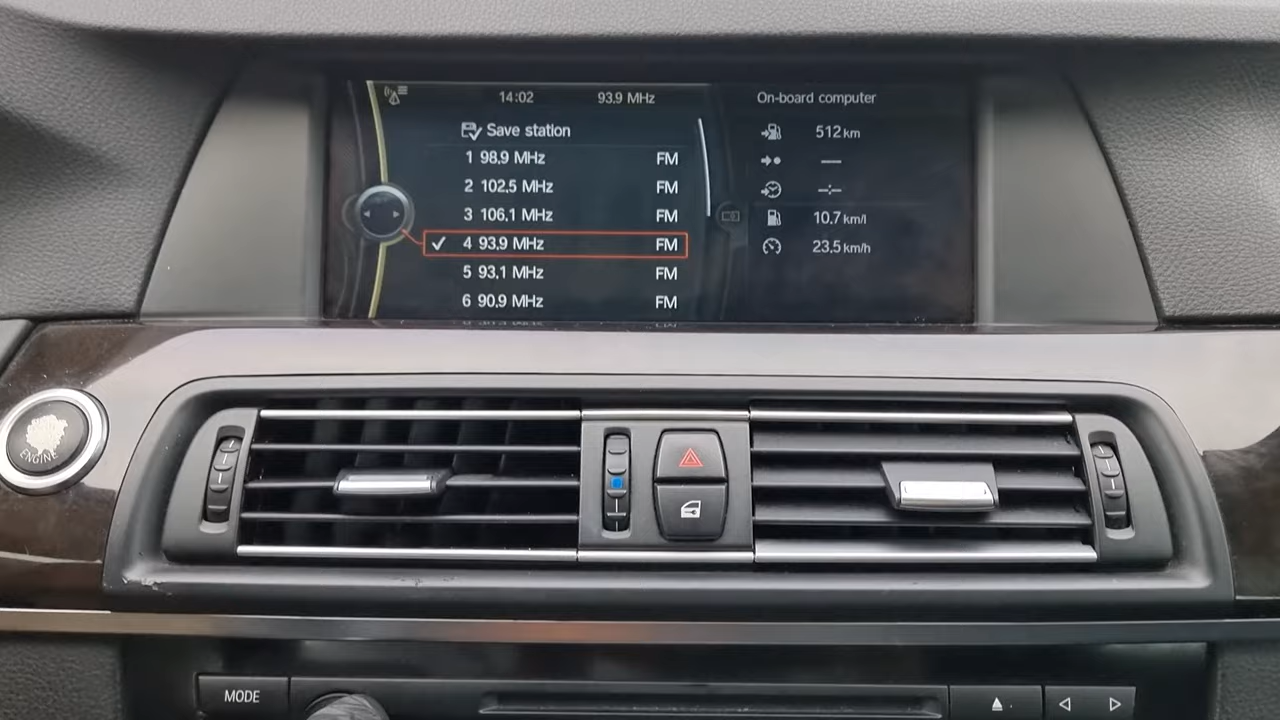 14:02 93.9 MHz
Save station
1 98.9 MHz FM
2 102.5 MHz FM
3 106.1 MHz FM
4 93.9 MHz FM
5 93.1 MHz FM
6 90.9 MHz FM
On-board computer
512 km
---
--:--
10.7 km/l
23.5 km/h
ENGINE
MODE